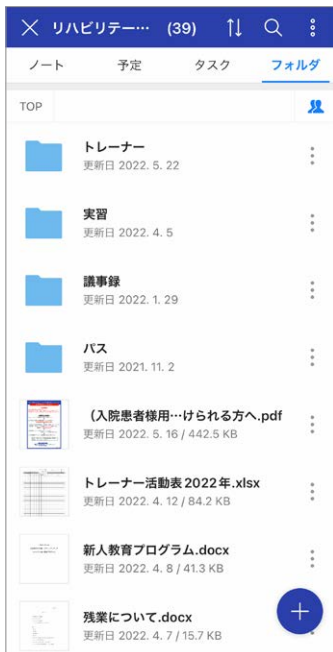 リハビリテー… (39)
ノート 予定 タスク フォルダ
TOP
トレーナー
更新日 2022. 5. 22
実習
更新日 2022. 4. 5
議事録
更新日 2022. 1. 29
パス
更新日 2021. 11. 2
（入院患者様用…けられる方へ.pdf
更新日 2022. 5. 16 / 442.5 KB
トレーナー活動表2022年.xlsx
更新日 2022. 4. 12 / 84.2 KB
新人教育プログラム.docx
更新日 2022. 4. 8 / 41.3 KB
残業について.docx
更新日 2022. 4. 7 / 15.7 KB